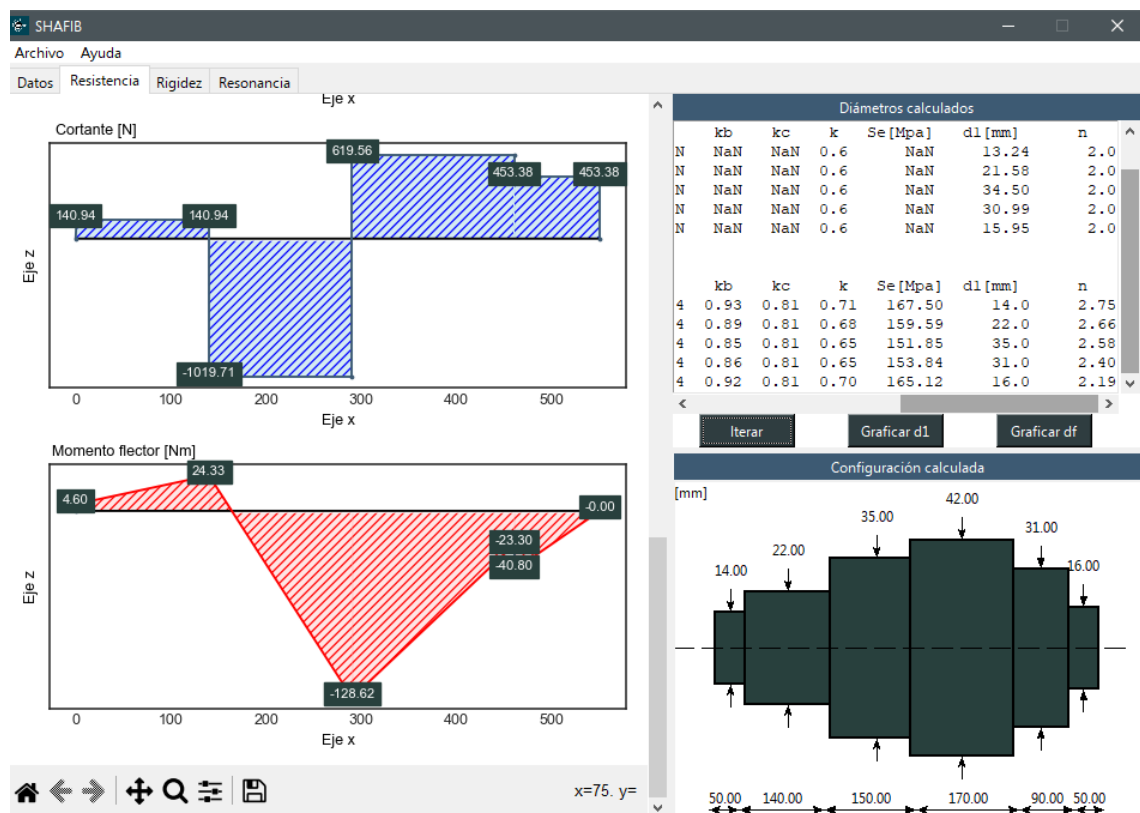 SHAFIB
Archivo Ayuda
Datos Resistencia Rigidez Resonancia
Eje x
Cortante [N]
619.56
453.38 453.38
140.94 140.94
-1019.71
Eje z
0 100 200 300 400 500
Eje x
Momento flector [Nm]
24.33
4.60
-0.00
-23.30
-40.80
-128.62
Eje z
0 100 200 300 400 500
Eje x
x=75. y=
Diámetros calculados
kb kc k Se[Mpa] d1[mm] n
N NaN NaN 0.6 NaN 13.24 2.0
N NaN NaN 0.6 NaN 21.58 2.0
N NaN NaN 0.6 NaN 34.50 2.0
N NaN NaN 0.6 NaN 30.99 2.0
N NaN NaN 0.6 NaN 15.95 2.0
kb kc k Se[Mpa] d1[mm] n
4 0.93 0.81 0.71 167.50 14.0 2.75
4 0.89 0.81 0.68 159.59 22.0 2.66
4 0.85 0.81 0.65 151.85 35.0 2.58
4 0.86 0.81 0.65 153.84 31.0 2.40
4 0.92 0.81 0.70 165.12 16.0 2.19
Iterar Graficar d1 Graficar df
Configuración calculada
[mm]
42.00
35.00
31.00
22.00
14.00 16.00
50.00 140.00 150.00 170.00 90.00 50.00